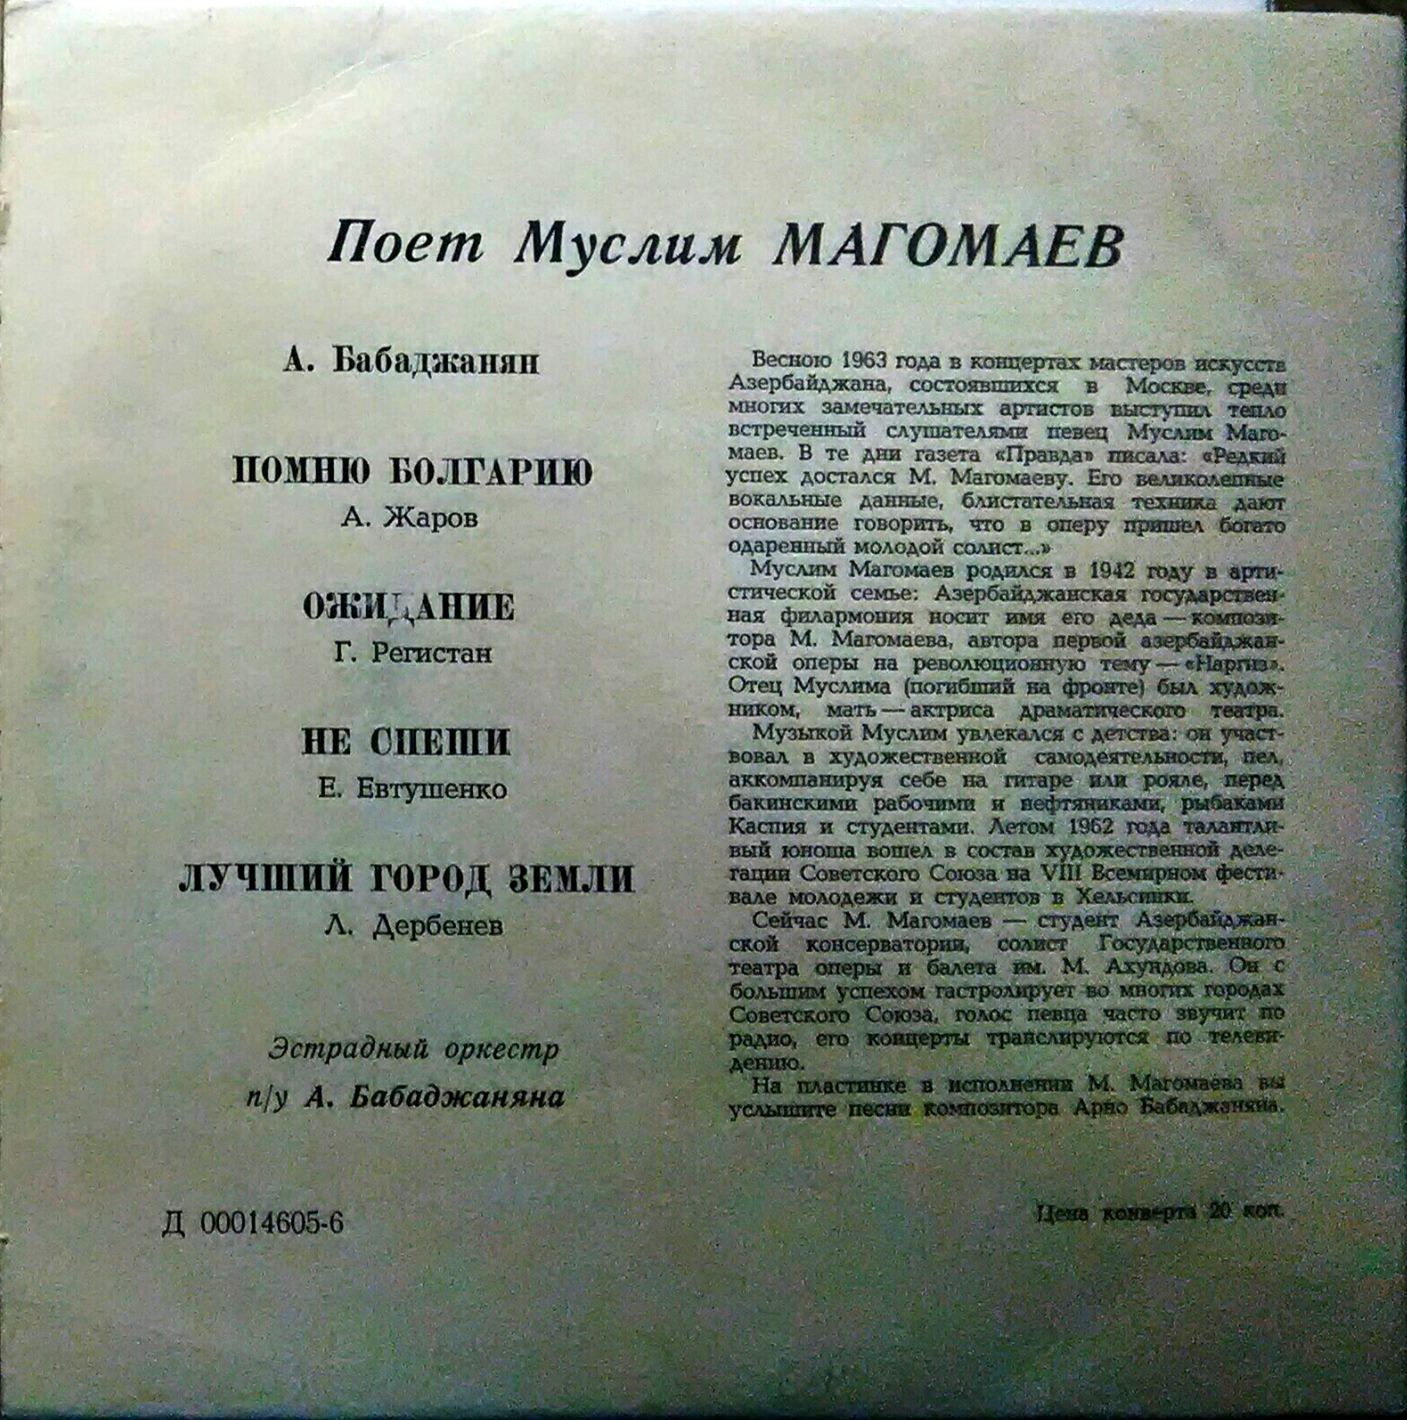 Поет Муслим МАГОМАЕВ
А. Бабаджанян
ПОМНЮ БОЛГАРИЮ
А. Жаров
ОЖИДАНИЕ
Г. Регистан
НЕ СПЕШИ
Е. Евтушенко
ЛУЧШИЙ ГОРОД ЗЕМЛИ
Л. Дербенев
Эстрадный оркестр
п/у А. Бабаджаняна
Д 00014605-6
Весною 1963 года в концертах мастеров искусств
Азербайджана, состоявшихся в Москве, среди
многих замечательных артистов выступил тепло
встреченный слушателями певец Муслим Маго-
маев. В те дни газета «Правда» писала: «Редкий
успех достался М. Магомаеву. Его великолепные
вокальные данные, блистательная техника дают
основание говорить, что в оперу пришел богато
одаренный молодой солист...»
Муслим Магомаев родился в 1942 году в арти-
стической семье: Азербайджанская государствен-
ная филармония носит имя его деда — компози-
тора М. Магомаева, автора первой азербайджан-
ской оперы на революционную тему — «Наргиз».
Отец Муслима (погибший на фронте) был худож-
ником, мать — актриса драматического театра.
Музыкой Муслим увлекался с детства: он участ-
вовал в художественной самодеятельности, пел,
аккомпанируя себе на гитаре или рояле, перед
бакинскими рабочими и нефтяниками, рыбаками
Каспия и студентами. Летом 1962 года талантли-
вый юноша вошел в состав художественной деле-
гации Советского Союза на VIII Всемирном фести-
вале молодежи и студентов в Хельсинки.
Сейчас М. Магомаев — студент Азербайджан-
ской консерватории, солист Государственного
театра оперы и балета им. М. Ахундова. Он с
большим успехом гастролирует во многих городах
Советского Союза, голос певца часто звучит по
радио, его концерты транслируются по телеви-
дению.
На пластинке в исполнении М. Магомаева вы
услышите песни композитора Арно Бабаджаняна.
Цена конверта 20 коп.